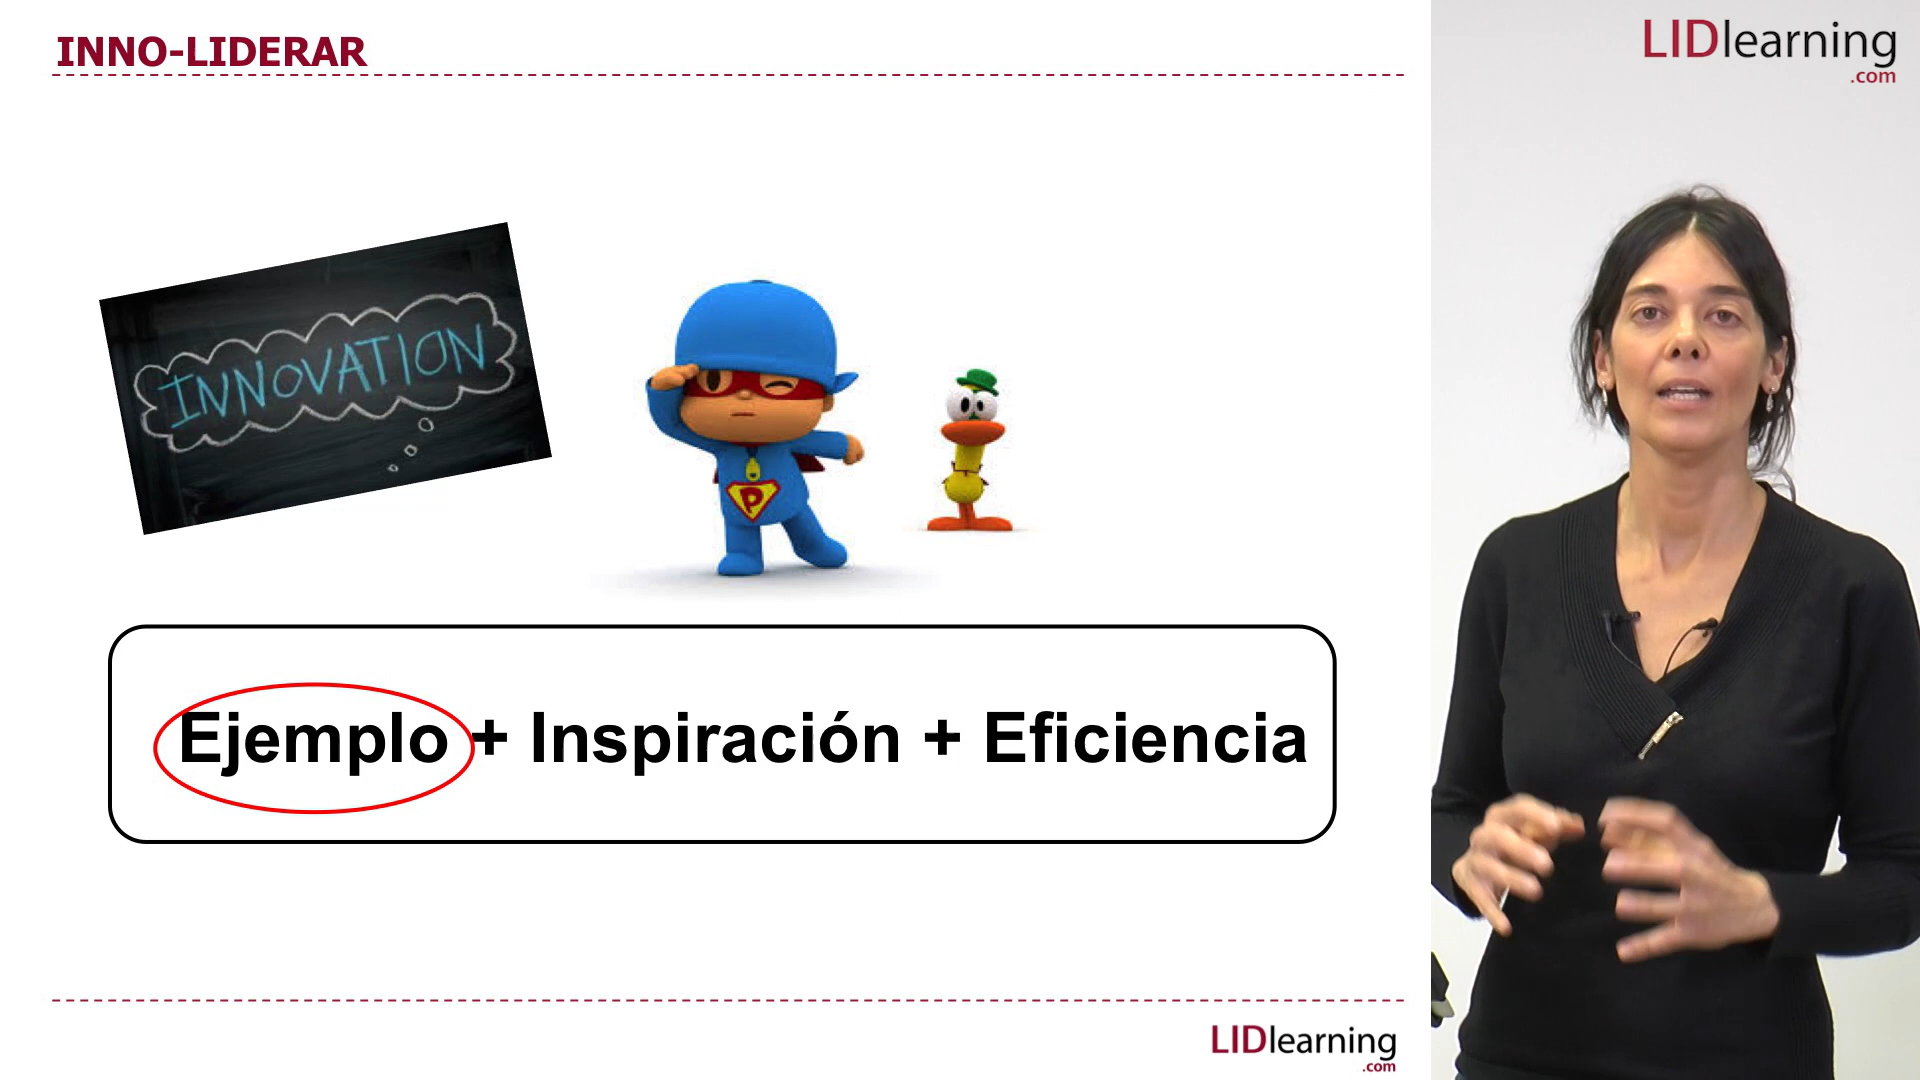 INNO-LIDERAR
LIDlearning
.com
INNOVATION
P
Ejemplo + Inspiración + Eficiencia
LIDlearning
.com